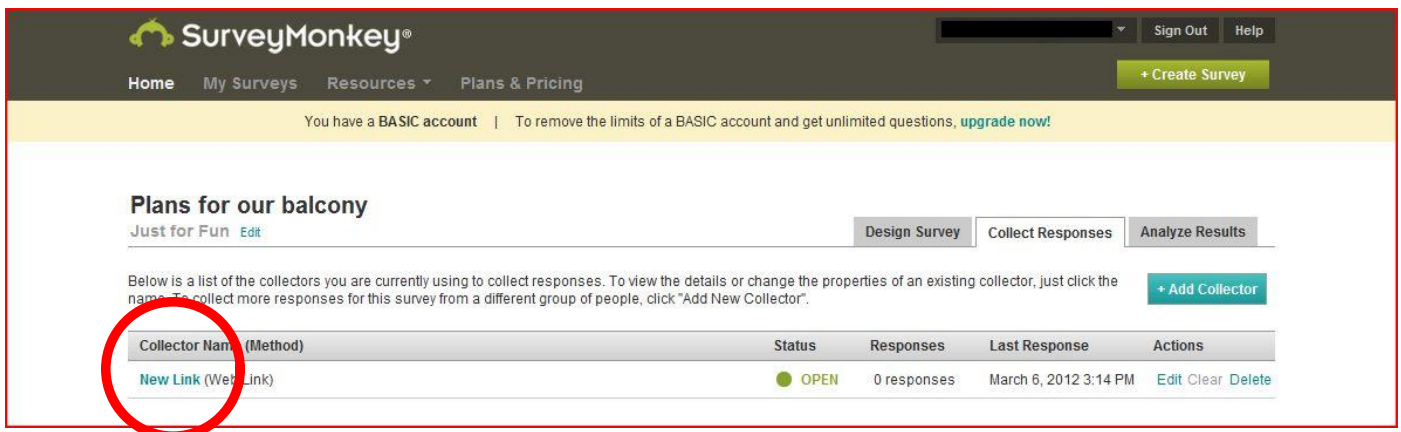 SurveyMonkey®
Sign Out Help
Home My Surveys Resources Plans & Pricing
+ Create Survey
You have a BASIC account | To remove the limits of a BASIC account and get unlimited questions, upgrade now!
Plans for our balcony
Just for Fun Edit
Design Survey Collect Responses Analyze Results
Below is a list of the collectors you are currently using to collect responses. To view the details or change the properties of an existing collector, just click the
name. To collect more responses for this survey from a different group of people, click "Add New Collector".
+ Add Collector
Collector Name (Method) Status Responses Last Response Actions
New Link (Web Link) OPEN 0 responses March 6, 2012 3:14 PM Edit Clear Delete